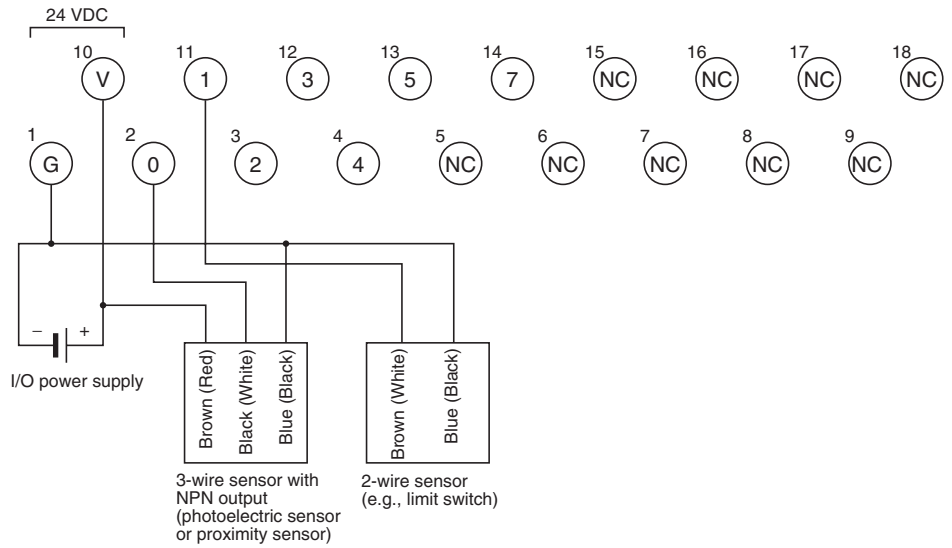 24 VDC
10 11 12 13 14 15 16 17 18
V 1 3 5 7 NC NC NC NC
1 2 3 4 5 6 7 8 9
G 0 2 4 NC NC NC NC NC
– +
I/O power supply
Brown (Red)
Black (White)
Blue (Black)
Brown (White)
Blue (Black)
3-wire sensor with
NPN output
(photoelectric sensor
or proximity sensor)
2-wire sensor
(e.g., limit switch)